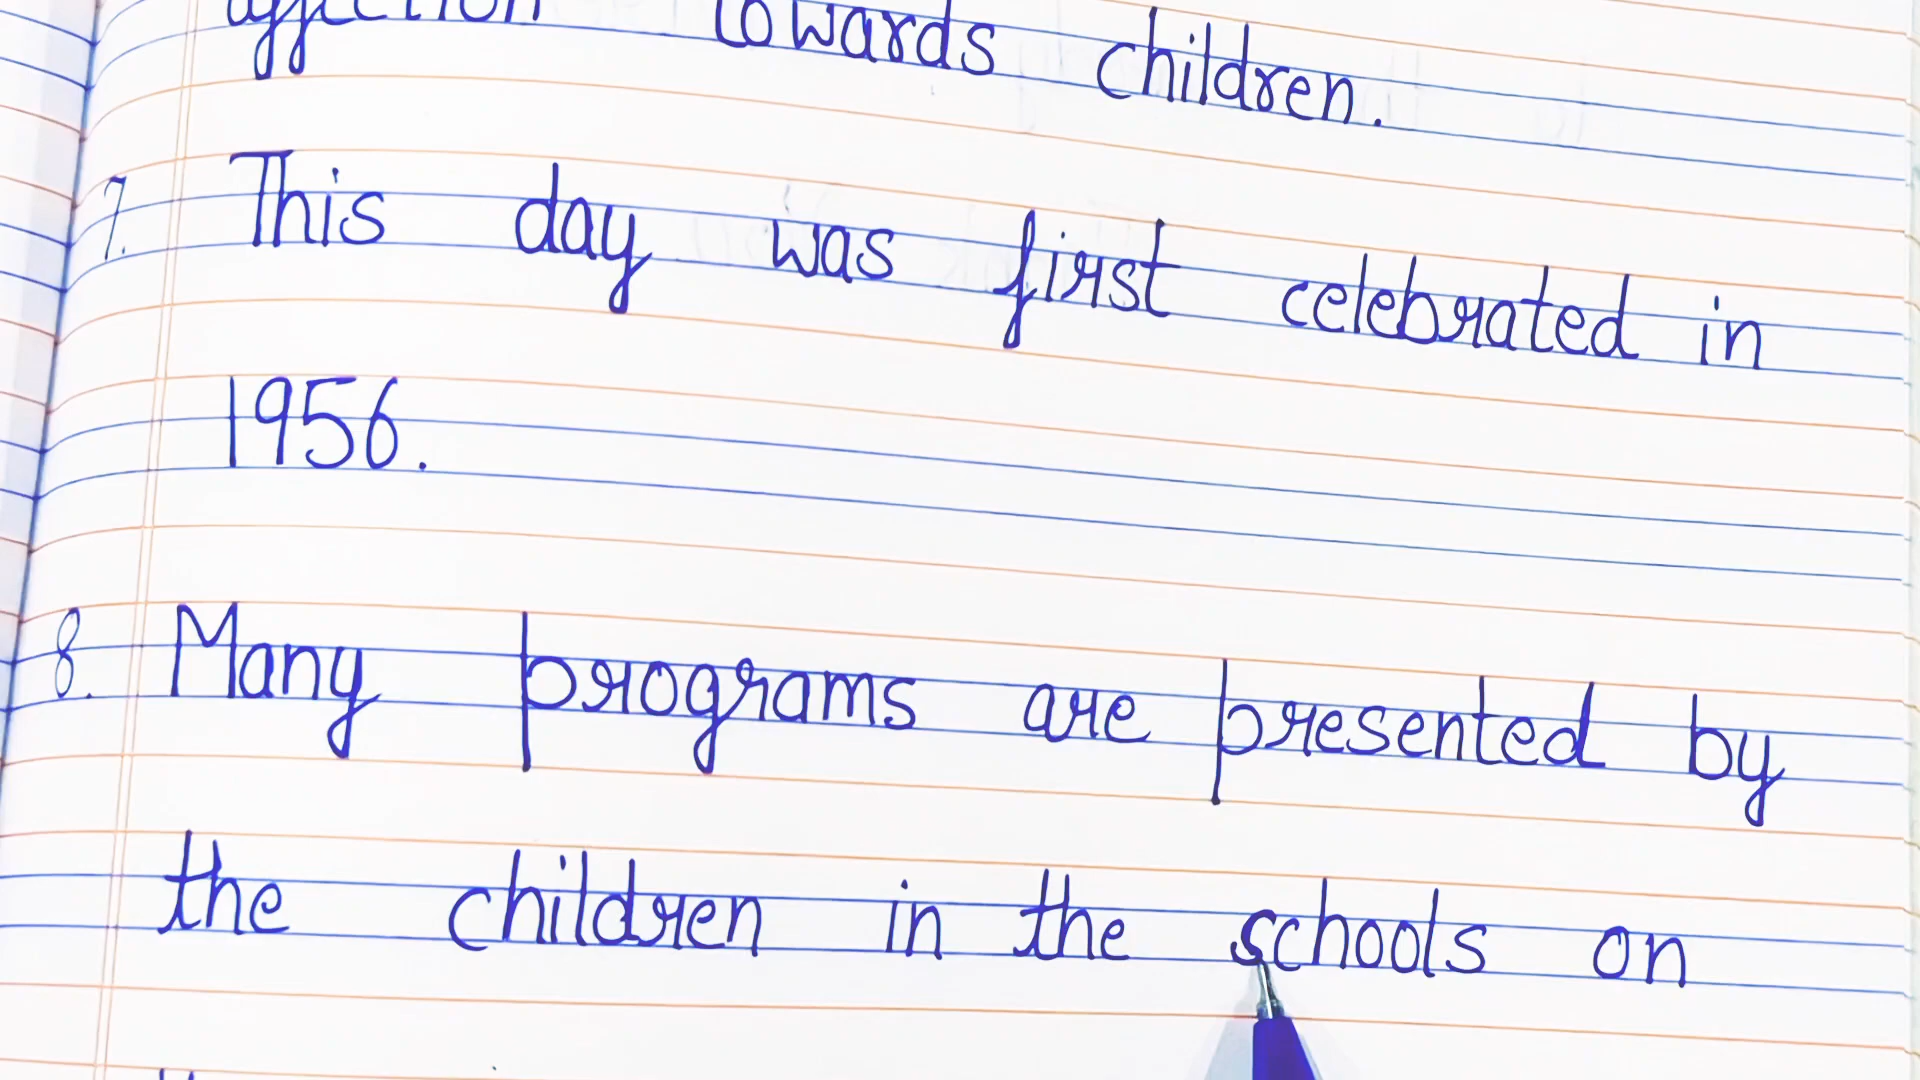 affection towards children.
7. This day was first celebrated in
1956.
8. Many programs are presented by
the children in the schools on